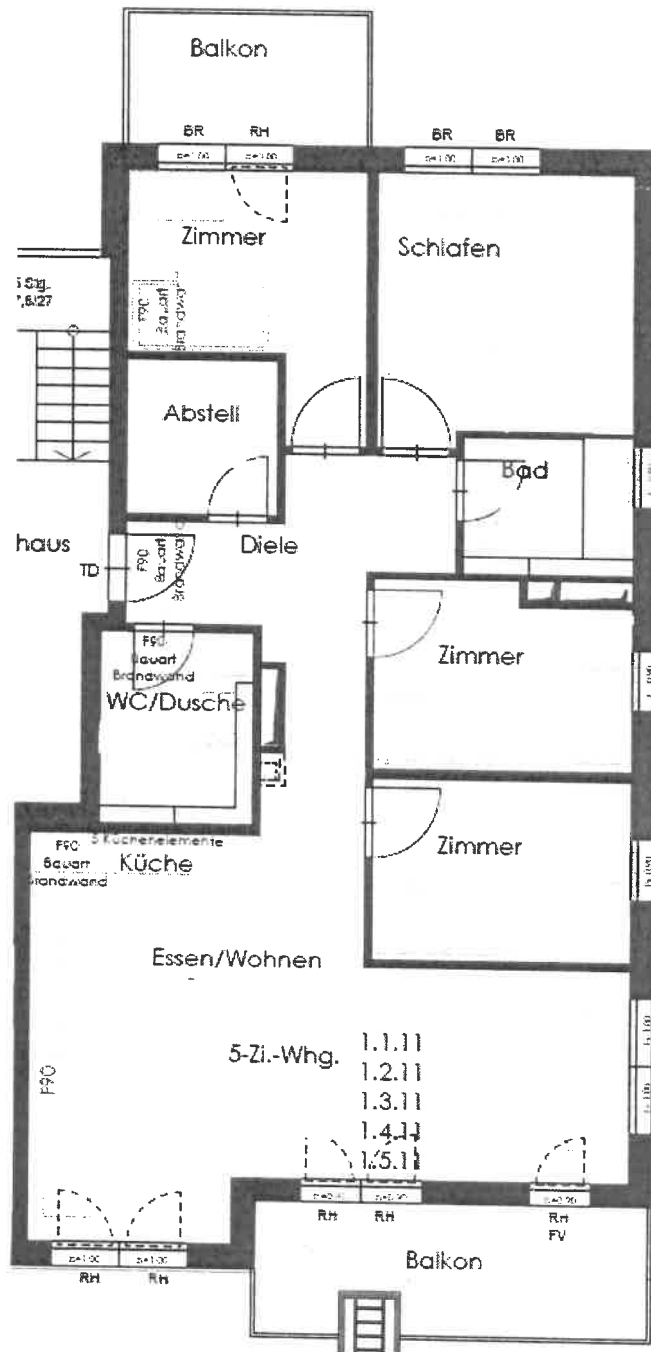 Balkon
BR RH BR BR
Zimmer
Schlafen
F90
Bauart
Brandwand
Abstell
Bad
haus
TD
Diele
F90
Bauart
Brandwand
F90
Bauart
Brandwand
WC/Dusche
Zimmer
F90
Bauart
Brandwand
Küchenelemente
Küche
Zimmer
Essen/Wohnen
5-Zi.-Whg.
1.1.11
1.2.11
1.3.11
1.4.11
1.5.11
F90
RH RH RH
FV
RH RH
Balkon